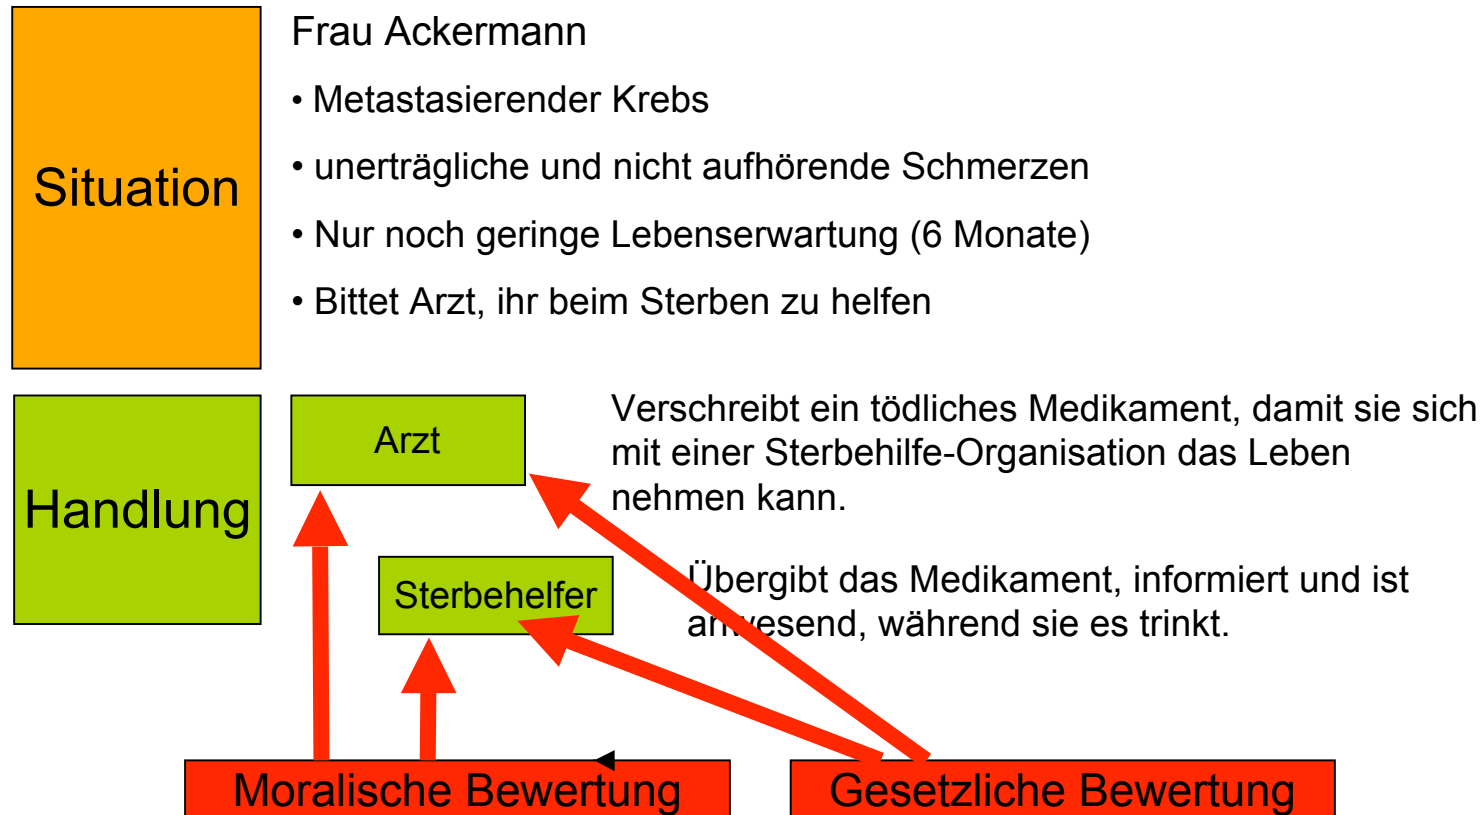 Frau Ackermann
• Metastasierender Krebs
Situation
• unerträgliche und nicht aufhörende Schmerzen
• Nur noch geringe Lebenserwartung (6 Monate)
• Bittet Arzt, ihr beim Sterben zu helfen
Handlung
Arzt
Verschreibt ein tödliches Medikament, damit sie sich
mit einer Sterbehilfe-Organisation das Leben
nehmen kann.
Sterbehelfer
Übergibt das Medikament, informiert und ist
anwesend, während sie es trinkt.
Moralische Bewertung
Gesetzliche Bewertung